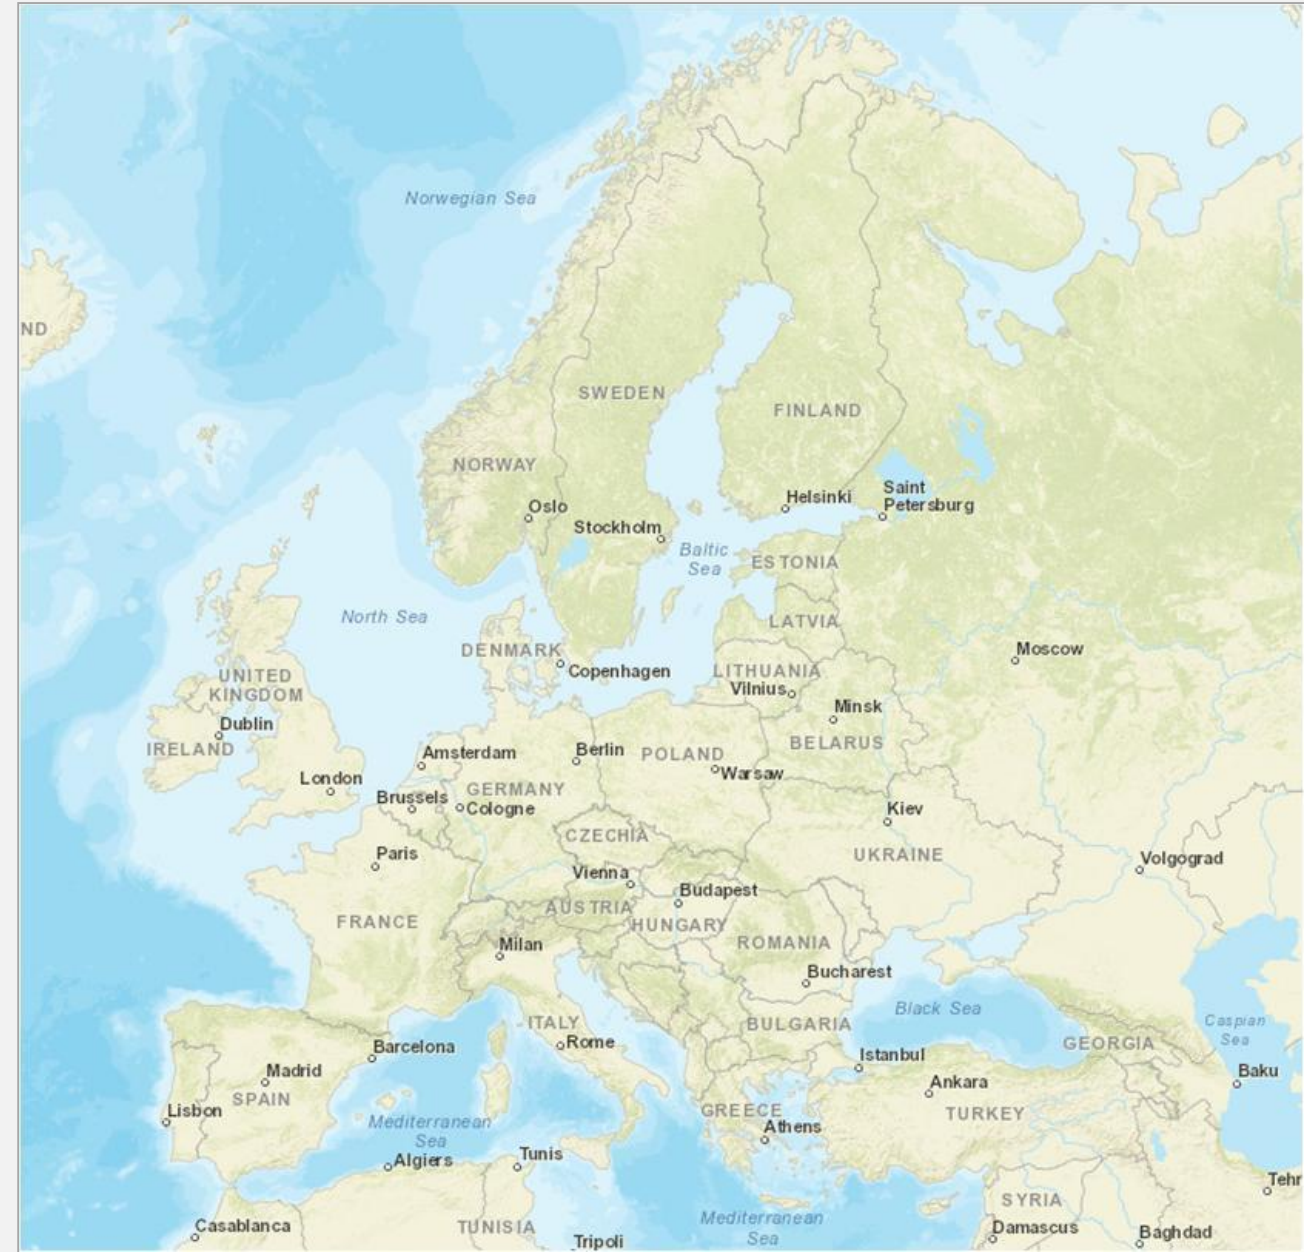 Norwegian Sea
ND
SWEDEN
FINLAND
NORWAY
Saint
Petersburg
Helsinki
Oslo
Stockholm
Baltic
Sea
ESTONIA
North Sea
LATVIA
DENMARK
Moscow
Copenhagen
LITHUANIA
UNITED
KINGDOM
Vilnius
Minsk
Dublin
IRELAND
BELARUS
Amsterdam
Berlin
POLAND
Warsaw
London
GERMANY
Brussels
Cologne
Kiev
CZECHIA
Paris
UKRAINE
Volgograd
Vienna
Budapest
AUSTRIA
FRANCE
HUNGARY
Milan
ROMANIA
Bucharest
Black Sea
ITALY
BULGARIA
Caspian
Sea
Rome
GEORGIA
Barcelona
Istanbul
Madrid
Baku
Ankara
SPAIN
Lisbon
GREECE
TURKEY
Mediterranean
Sea
Athens
Algiers
Tunis
Tehr
SYRIA
Casablanca
TUNISIA
Mediterranean
Sea
Damascus
Baghdad
Tripoli